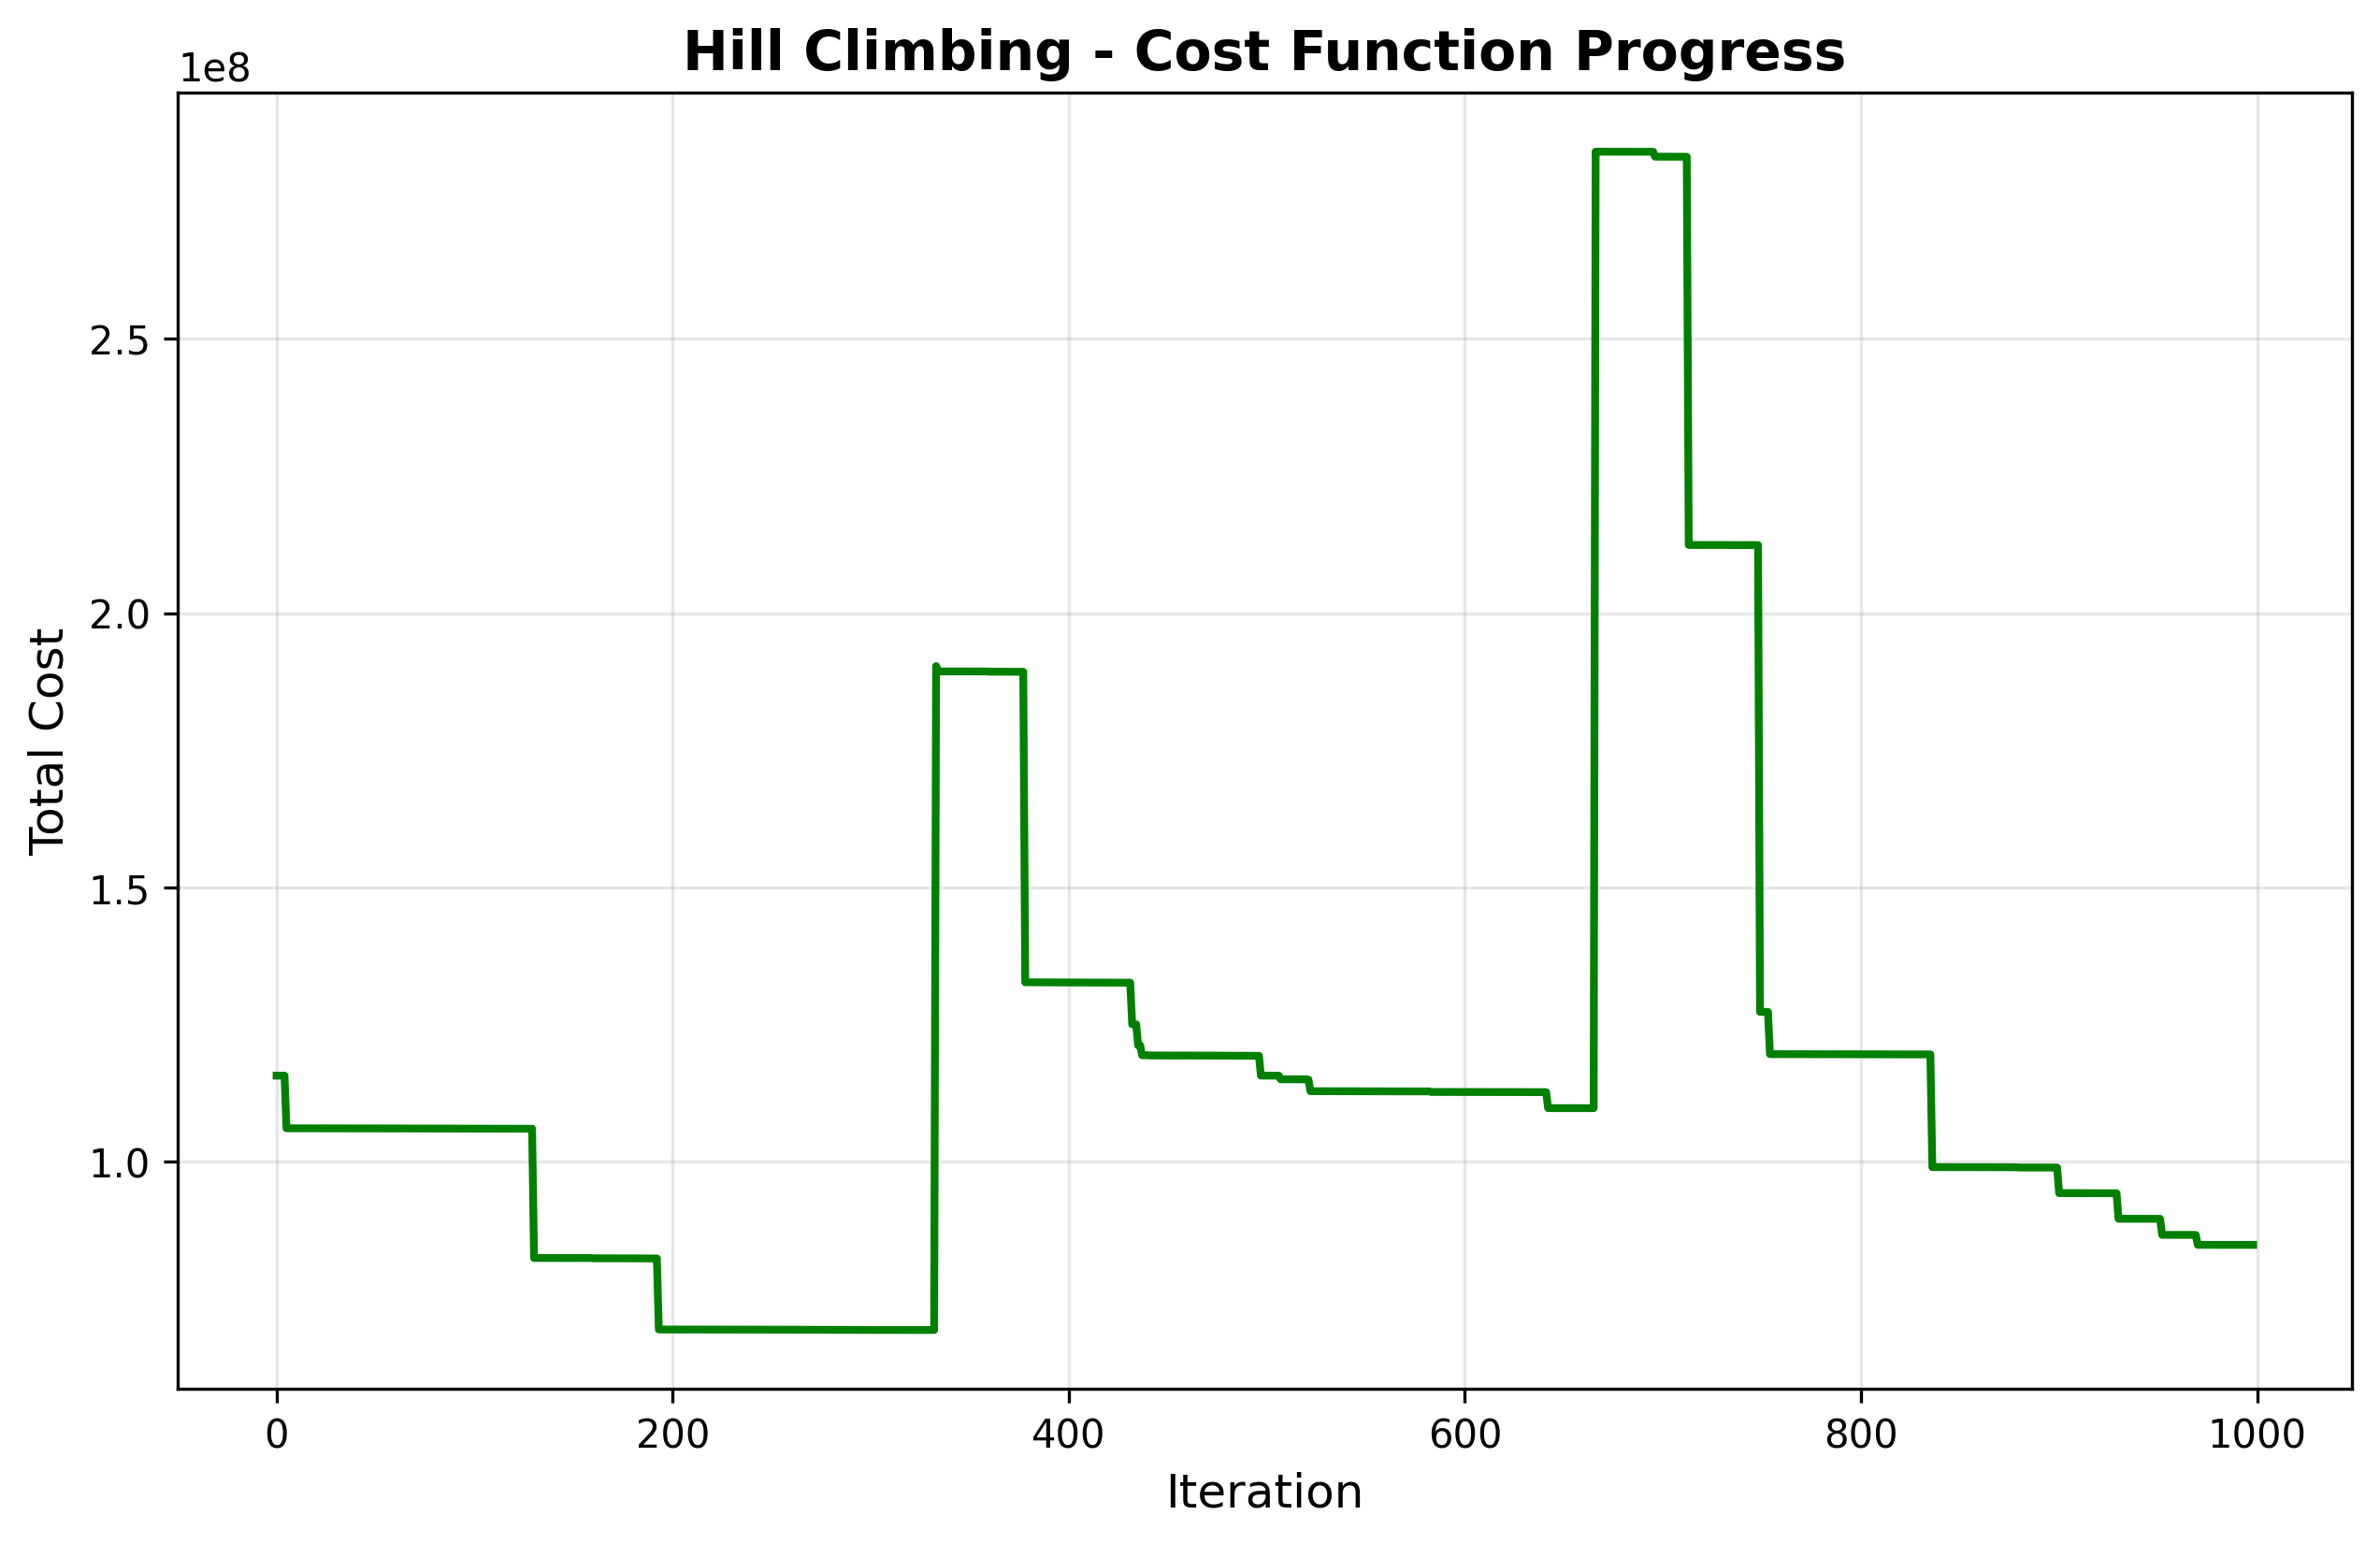 Hill Climbing - Cost Function Progress
1e8
2.5
2.0
1.5
1.0
Total Cost
0 200 400 600 800 1000
Iteration